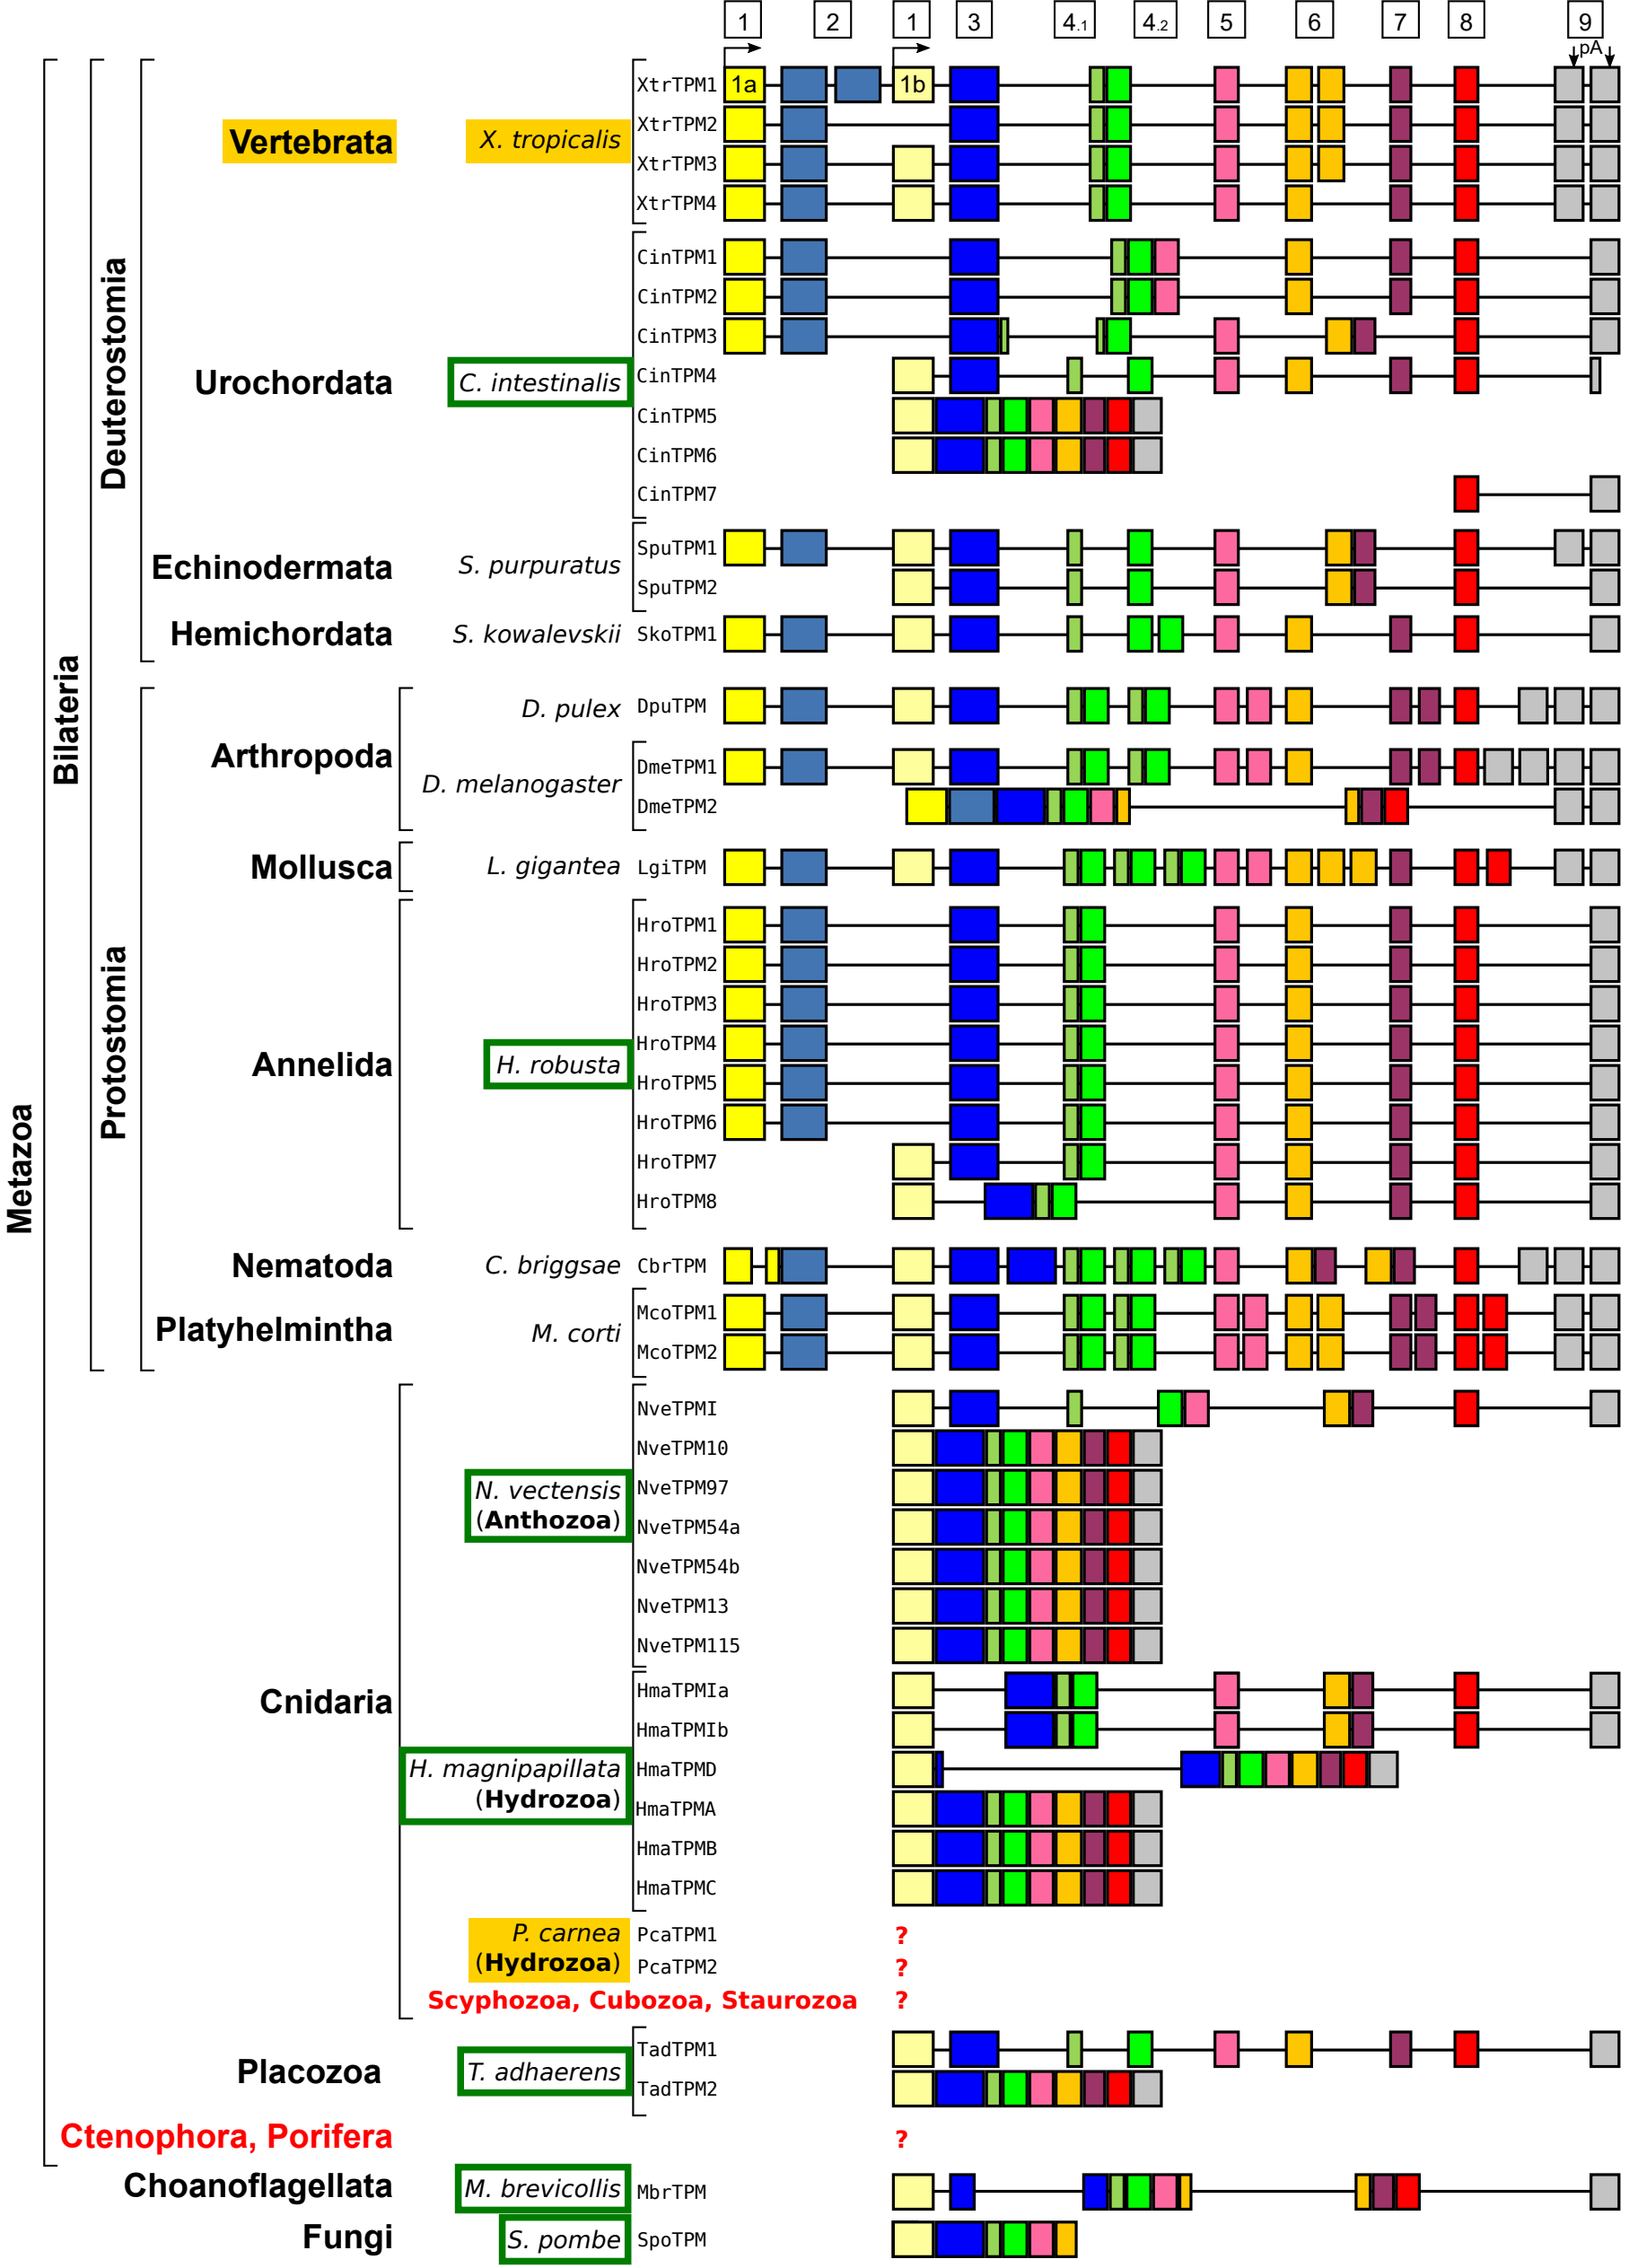 1 2 1 3 4.1 4.2 5 6 7 8 9
pA
XtrTPM1 1a 1b
XtrTPM2
Vertebrata X. tropicalis
XtrTPM3
XtrTPM4
CinTPM1
CinTPM2
CinTPM3
Urochordata C. intestinalis CinTPM4
CinTPM5
CinTPM6
CinTPM7
Deuterostomia
SpuTPM1
Echinodermata S. purpuratus
SpuTPM2
Hemichordata S. kowalevskii SkoTPM1
Bilateria
D. pulex DpuTPM
Arthropoda
DmeTPM1
D. melanogaster
DmeTPM2
Mollusca L. gigantea LgiTPM
Protostomia
HroTPM1
HroTPM2
HroTPM3
HroTPM4
Annelida H. robusta
HroTPM5
HroTPM6
HroTPM7
HroTPM8
Metazoa
Nematoda C. briggsae CbrTPM
McoTPM1
Platyhelmintha M. corti
McoTPM2
NveTPMI
NveTPM10
N. vectensis NveTPM97
(Anthozoa) NveTPM54a
NveTPM54b
NveTPM13
NveTPM115
Cnidaria
HmaTPMIa
HmaTPMIb
H. magnipapillata HmaTPMD
(Hydrozoa) HmaTPMA
HmaTPMB
HmaTPMC
P. carnea PcaTPM1 ?
(Hydrozoa) PcaTPM2 ?
Scyphozoa, Cubozoa, Staurozoa ?
TadTPM1
Placozoa T. adhaerens
TadTPM2
Ctenophora, Porifera ?
Choanoflagellata M. brevicollis MbrTPM
Fungi S. pombe SpoTPM